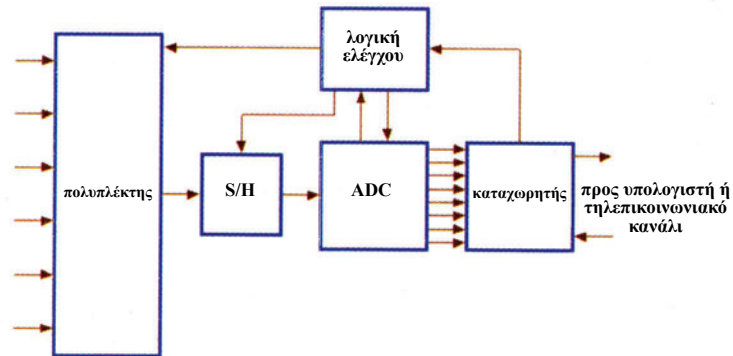 λογική
ελέγχου
πολυπλέκτης
S/H
ADC
καταχωρητής
προς υπολογιστή ή
τηλεπικοινωνιακό
κανάλι